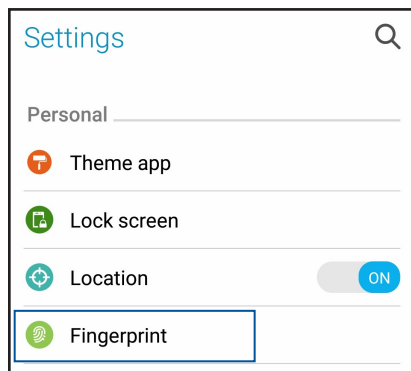 Settings
Personal
Theme app
Lock screen
Location ON
Fingerprint